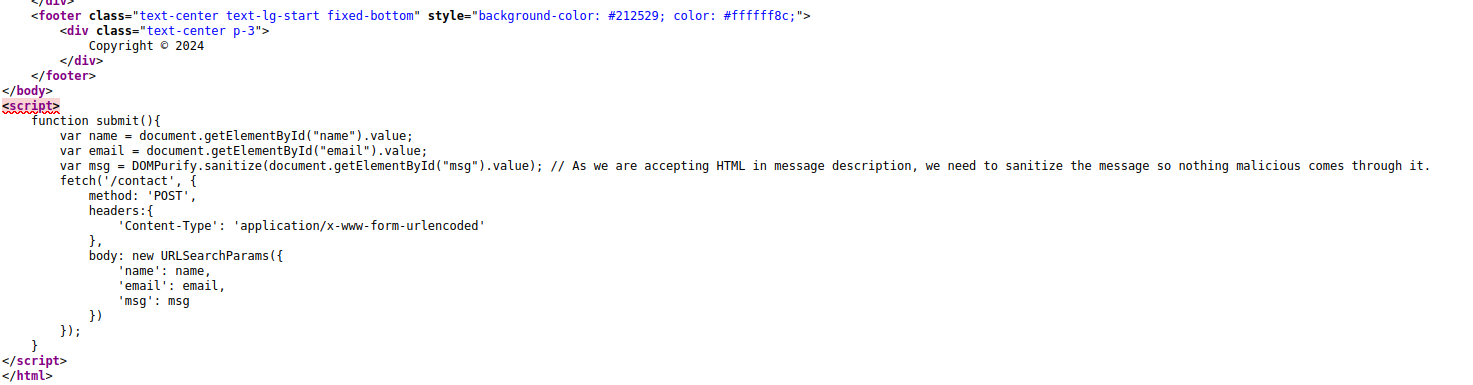 </div>
<footer class="text-center text-lg-start fixed-bottom" style="background-color: #212529; color: #ffffff8c;">
<div class="text-center p-3">
Copyright © 2024
</div>
</footer>
</body>
<script>
function submit(){
var name = document.getElementById("name").value;
var email = document.getElementById("email").value;
var msg = DOMPurify.sanitize(document.getElementById("msg").value); // As we are accepting HTML in message description, we need to sanitize the message so nothing malicious comes through it.
fetch('/contact', {
method: 'POST',
headers:{
'Content-Type': 'application/x-www-form-urlencoded'
},
body: new URLSearchParams({
'name': name,
'email': email,
'msg': msg
})
});
}
</script>
</html>